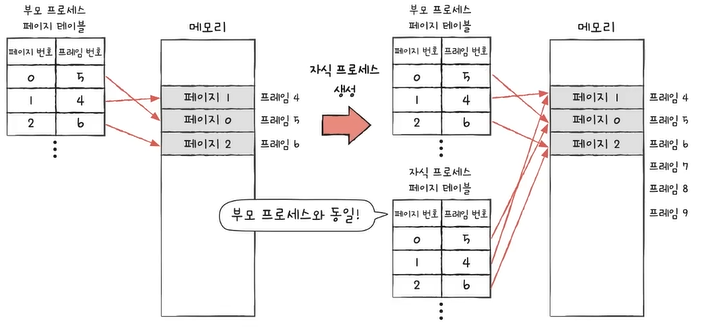 부모 프로세스
페이지 테이블
페이지 번호 프레임 번호
0 5
1 4
2 6
메모리
페이지 1 프레임 4
페이지 0 프레임 5
페이지 2 프레임 6
자식 프로세스
생성
부모 프로세스
페이지 테이블
페이지 번호 프레임 번호
0 5
1 4
2 6
자식 프로세스
페이지 테이블
부모 프로세스와 동일!
페이지 번호 프레임 번호
0 5
1 4
2 6
메모리
페이지 1 프레임 4
페이지 0 프레임 5
페이지 2 프레임 6
프레임 7
프레임 8
프레임 9